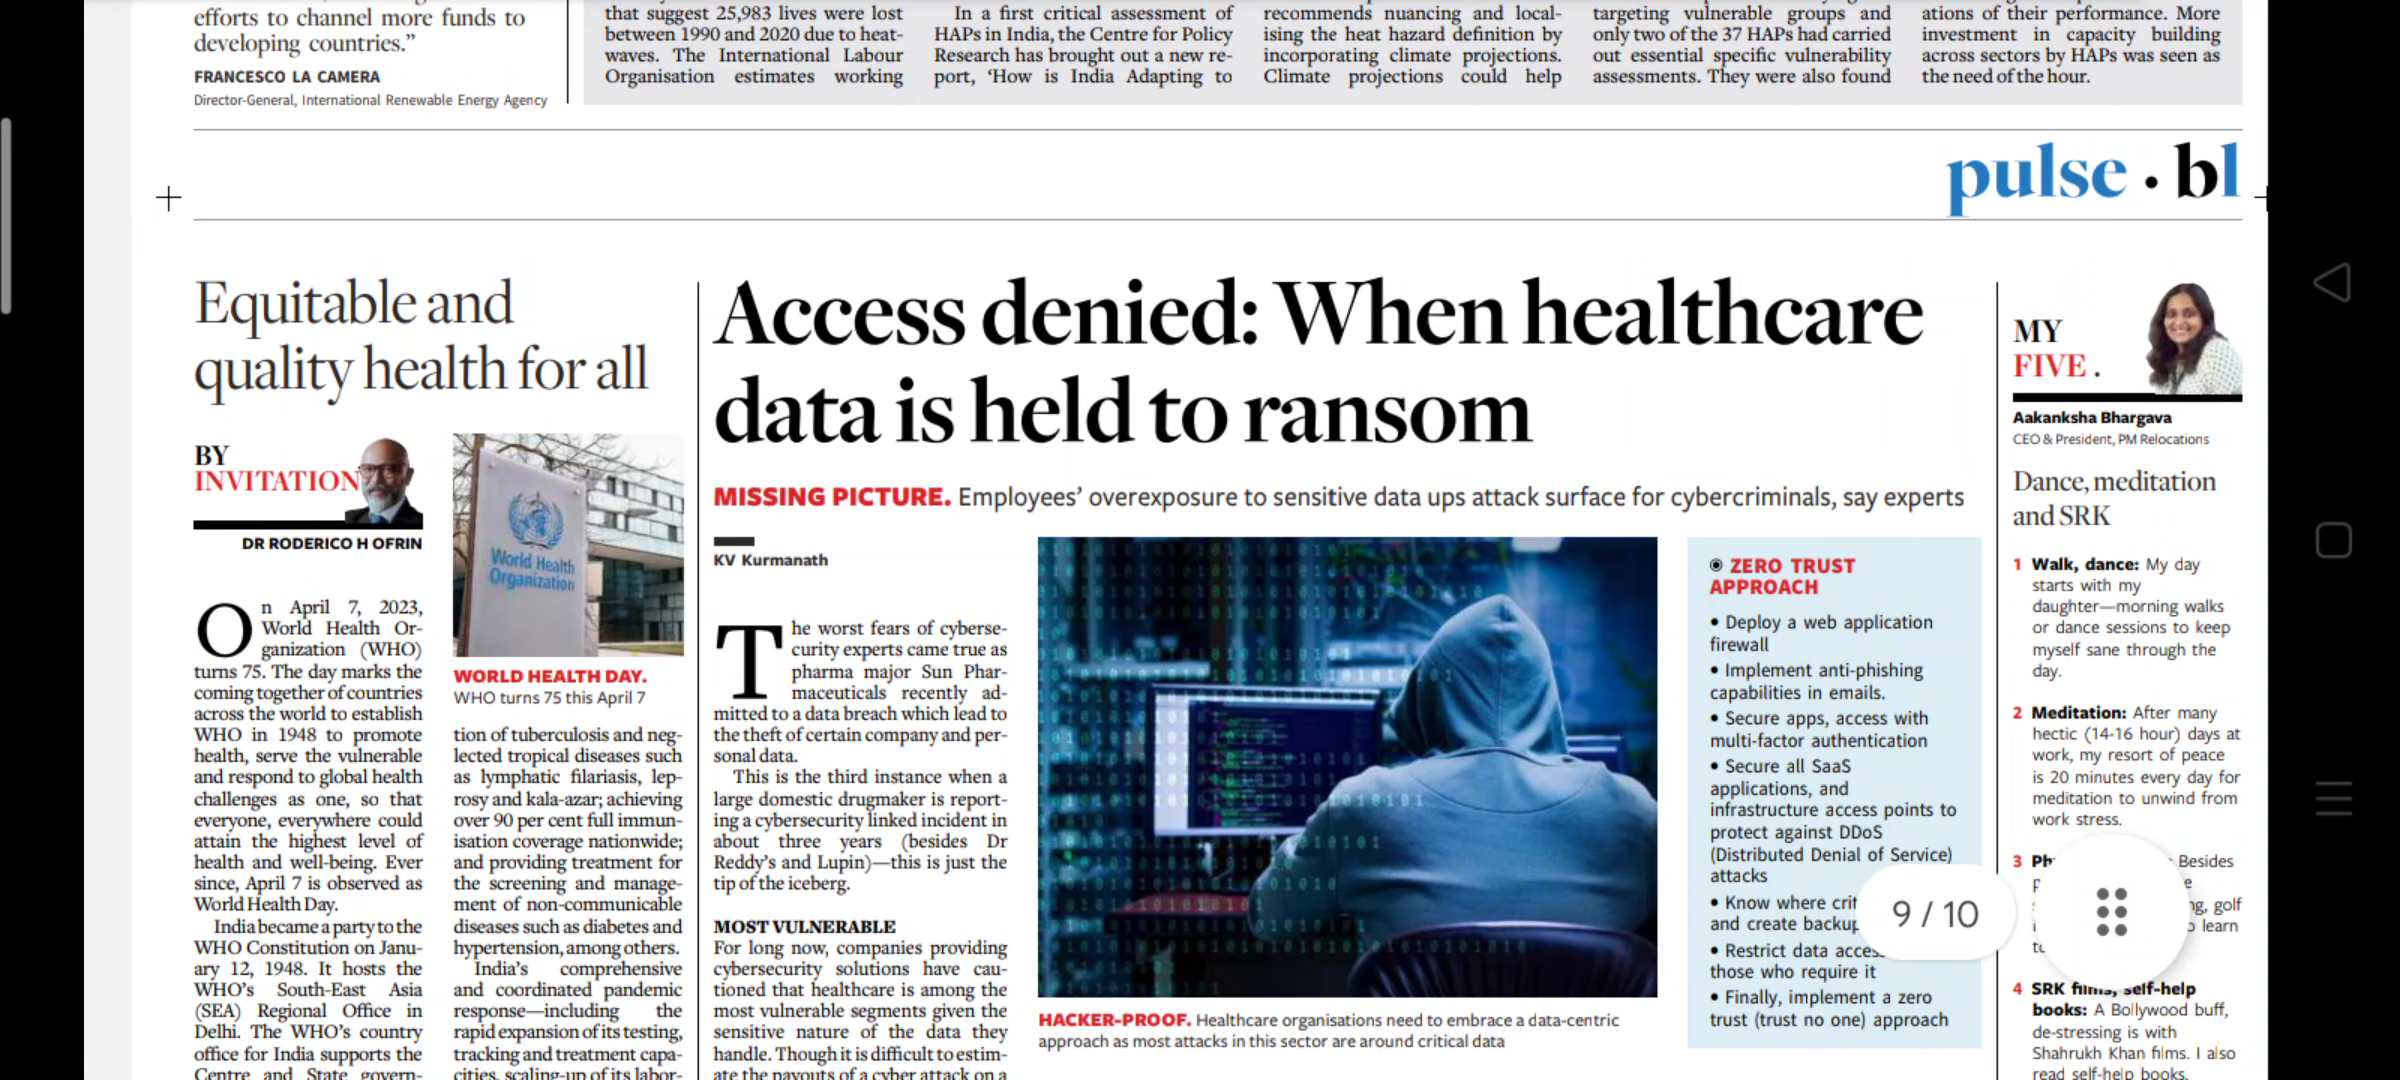 efforts to channel more funds to
developing countries.”
FRANCESCO LA CAMERA
Director-General, International Renewable Energy Agency
that suggest 25,983 lives were lost
between 1990 and 2020 due to heat-
waves. The International Labour
Organisation estimates working
In a first critical assessment of
HAPs in India, the Centre for Policy
Research has brought out a new re-
port, ‘How is India Adapting to
recommends nuancing and local-
ising the heat hazard definition by
incorporating climate projections.
Climate projections could help
targeting vulnerable groups and
only two of the 37 HAPs had carried
out essential specific vulnerability
assessments. They were also found
ations of their performance. More
investment in capacity building
across sectors by HAPs was seen as
the need of the hour.
pulse . bl
Equitable and
quality health for all
BY
INVITATION
DR RODERICO H OFRIN
On April 7, 2023,
World Health Or-
ganization (WHO)
turns 75. The day marks the
coming together of countries
across the world to establish
WHO in 1948 to promote
health, serve the vulnerable
and respond to global health
challenges as one, so that
everyone, everywhere could
attain the highest level of
health and well-being. Ever
since, April 7 is observed as
World Health Day.
India became a party to the
WHO Constitution on Janu-
ary 12, 1948. It hosts the
WHO’s South-East Asia
(SEA) Regional Office in
Delhi. The WHO’s country
office for India supports the
Centre and State govern-
World Health
Organization
WORLD HEALTH DAY.
WHO turns 75 this April 7
tion of tuberculosis and neg-
lected tropical diseases such
as lymphatic filariasis, lep-
rosy and kala-azar; achieving
over 90 per cent full immun-
isation coverage nationwide;
and providing treatment for
the screening and manage-
ment of non-communicable
diseases such as diabetes and
hypertension, among others.
India’s comprehensive
and coordinated pandemic
response—including the
rapid expansion of its testing,
tracking and treatment capa-
cities, scaling-up of its labor-
Access denied: When healthcare
data is held to ransom
MISSING PICTURE. Employees’ overexposure to sensitive data ups attack surface for cybercriminals, say experts
KV Kurmanath
The worst fears of cyberse-
curity experts came true as
pharma major Sun Phar-
maceuticals recently ad-
mitted to a data breach which lead to
the theft of certain company and per-
sonal data.
This is the third instance when a
large domestic drugmaker is report-
ing a cybersecurity linked incident in
about three years (besides Dr
Reddy’s and Lupin)—this is just the
tip of the iceberg.
MOST VULNERABLE
For long now, companies providing
cybersecurity solutions have cau-
tioned that healthcare is among the
most vulnerable segments given the
sensitive nature of the data they
handle. Though it is difficult to estim-
ate the payouts of a cyber attack on a
HACKER-PROOF. Healthcare organisations need to embrace a data-centric
approach as most attacks in this sector are around critical data
ZERO TRUST
APPROACH
• Deploy a web application
firewall
• Implement anti-phishing
capabilities in emails.
• Secure apps, access with
multi-factor authentication
• Secure all SaaS
applications, and
infrastructure access points to
protect against DDoS
(Distributed Denial of Service)
attacks
• Know where
and create
• Restrict data
those who require it
• Finally, implement a zero
trust (trust no one) approach
9 / 10
MY
FIVE .
Aakanksha Bhargava
CEO & President, PM Relocations
Dance, meditation
and SRK
1 Walk, dance: My day
starts with my
daughter—morning walks
or dance sessions to keep
myself sane through the
day.
2 Meditation: After many
hectic (14-16 hour) days at
work, my resort of peace
is 20 minutes every day for
meditation to unwind from
work stress.
3 Besides
golf
learn
4 SRK films, self-help
books: A Bollywood buff,
de-stressing is with
Shahrukh Khan films. I also
read self-help books.